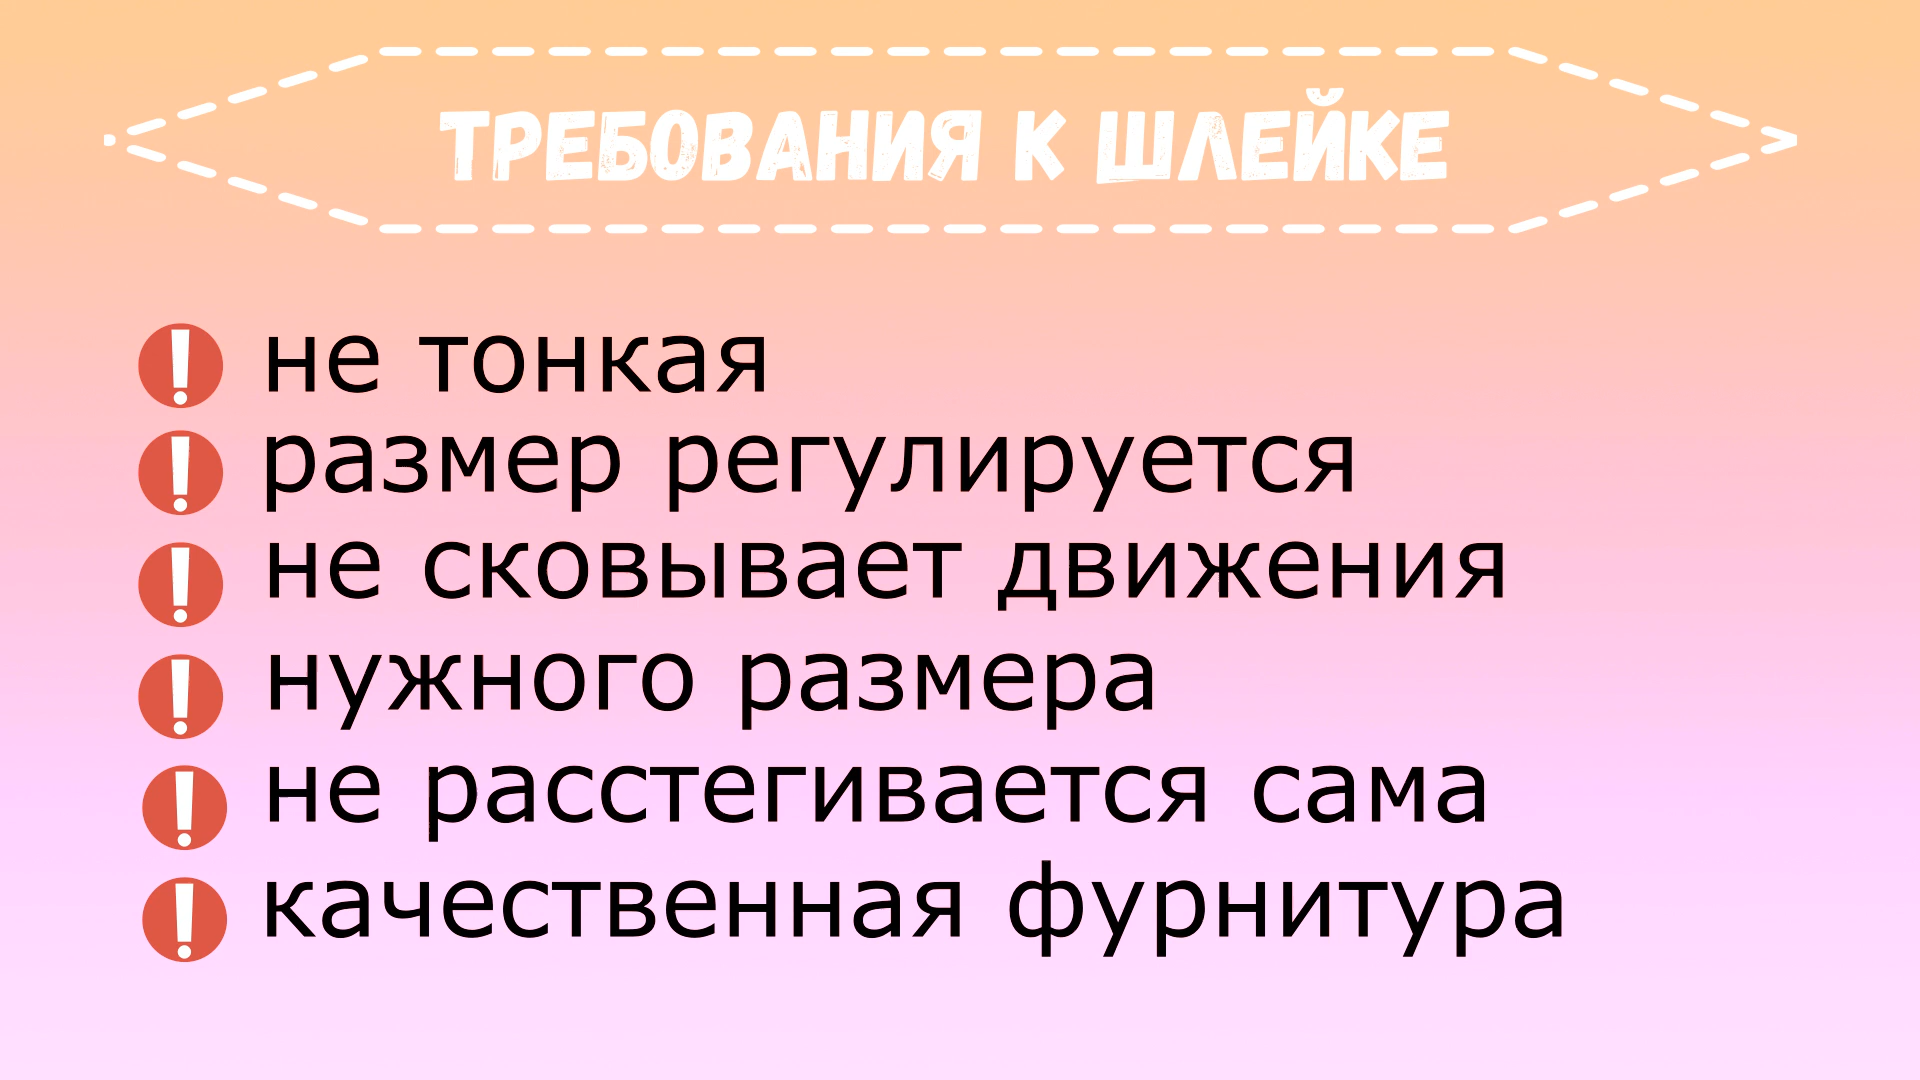 ТРЕБОВАНИЯ К ШЛЕЙКЕ
не тонкая
размер регулируется
не сковывает движения
нужного размера
не расстегивается сама
качественная фурнитура